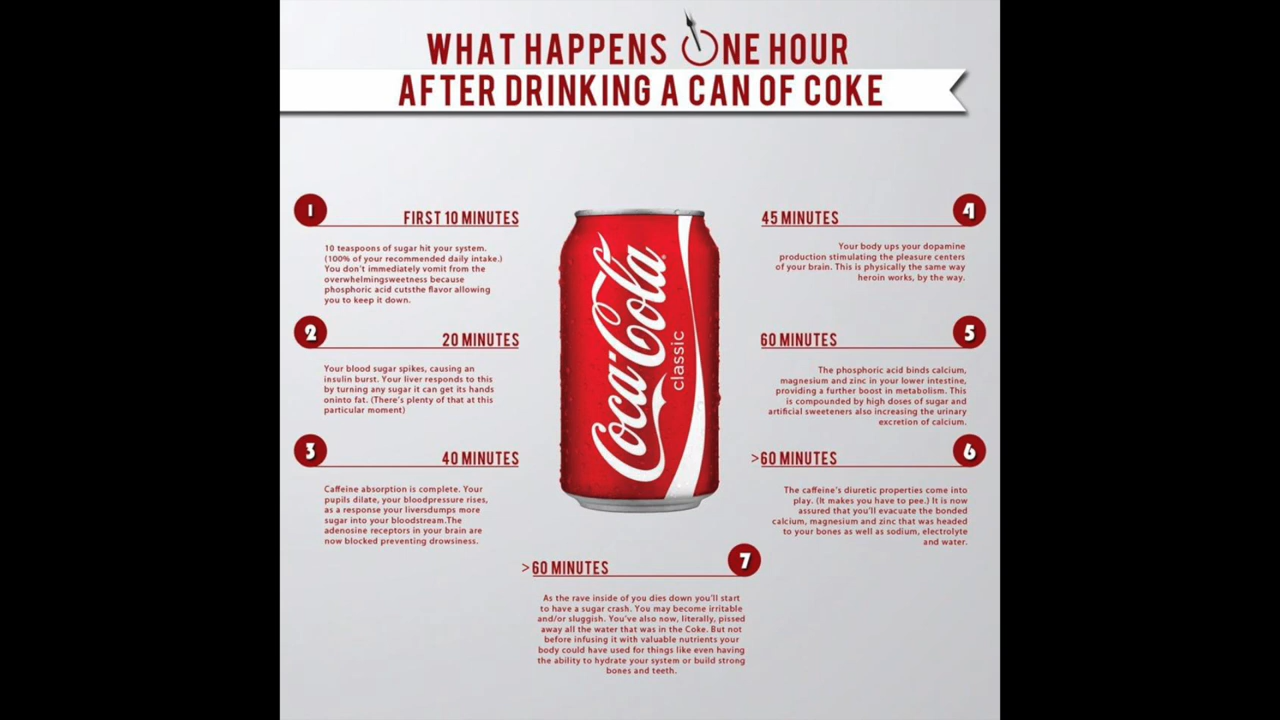 WHAT HAPPENS ONE HOUR
AFTER DRINKING A CAN OF COKE
1
FIRST 10 MINUTES
10 teaspoons of sugar hit your system.
(100% of your recommended daily intake.)
You don't immediately vomit from the
overwhelmingsweetness because
phosphoric acid cutsthe flavor allowing
you to keep it down.
2
20 MINUTES
Your blood sugar spikes, causing an
insulin burst. Your liver responds to this
by turning any sugar it can get its hands
oninto fat. (There's plenty of that at this
particular moment)
3
40 MINUTES
Caffeine absorption is complete. Your
pupils dilate, your bloodpressure rises,
as a response your liversdumps more
sugar into your bloodstream.The
adenosine receptors in your brain are
now blocked preventing drowsiness.
Coca-Cola
classic
45 MINUTES
4
Your body ups your dopamine
production stimulating the pleasure centers
of your brain. This is physically the same way
heroin works, by the way.
60 MINUTES
5
The phosphoric acid binds calcium,
magnesium and zinc in your lower intestine,
providing a further boost in metabolism. This
is compounded by high doses of sugar and
artificial sweeteners also increasing the urinary
excretion of calcium.
>60 MINUTES
6
The caffeine's diuretic properties come into
play. (It makes you have to pee.) It is now
assured that you'll evacuate the bonded
calcium, magnesium and zinc that was headed
to your bones as well as sodium, electrolyte
and water.
>60 MINUTES
7
As the rave inside of you dies down you'll start
to have a sugar crash. You may become irritable
and/or sluggish. You've also now, literally, pissed
away all the water that was in the Coke. But not
before infusing it with valuable nutrients your
body could have used for things like even having
the ability to hydrate your system or build strong
bones and teeth.